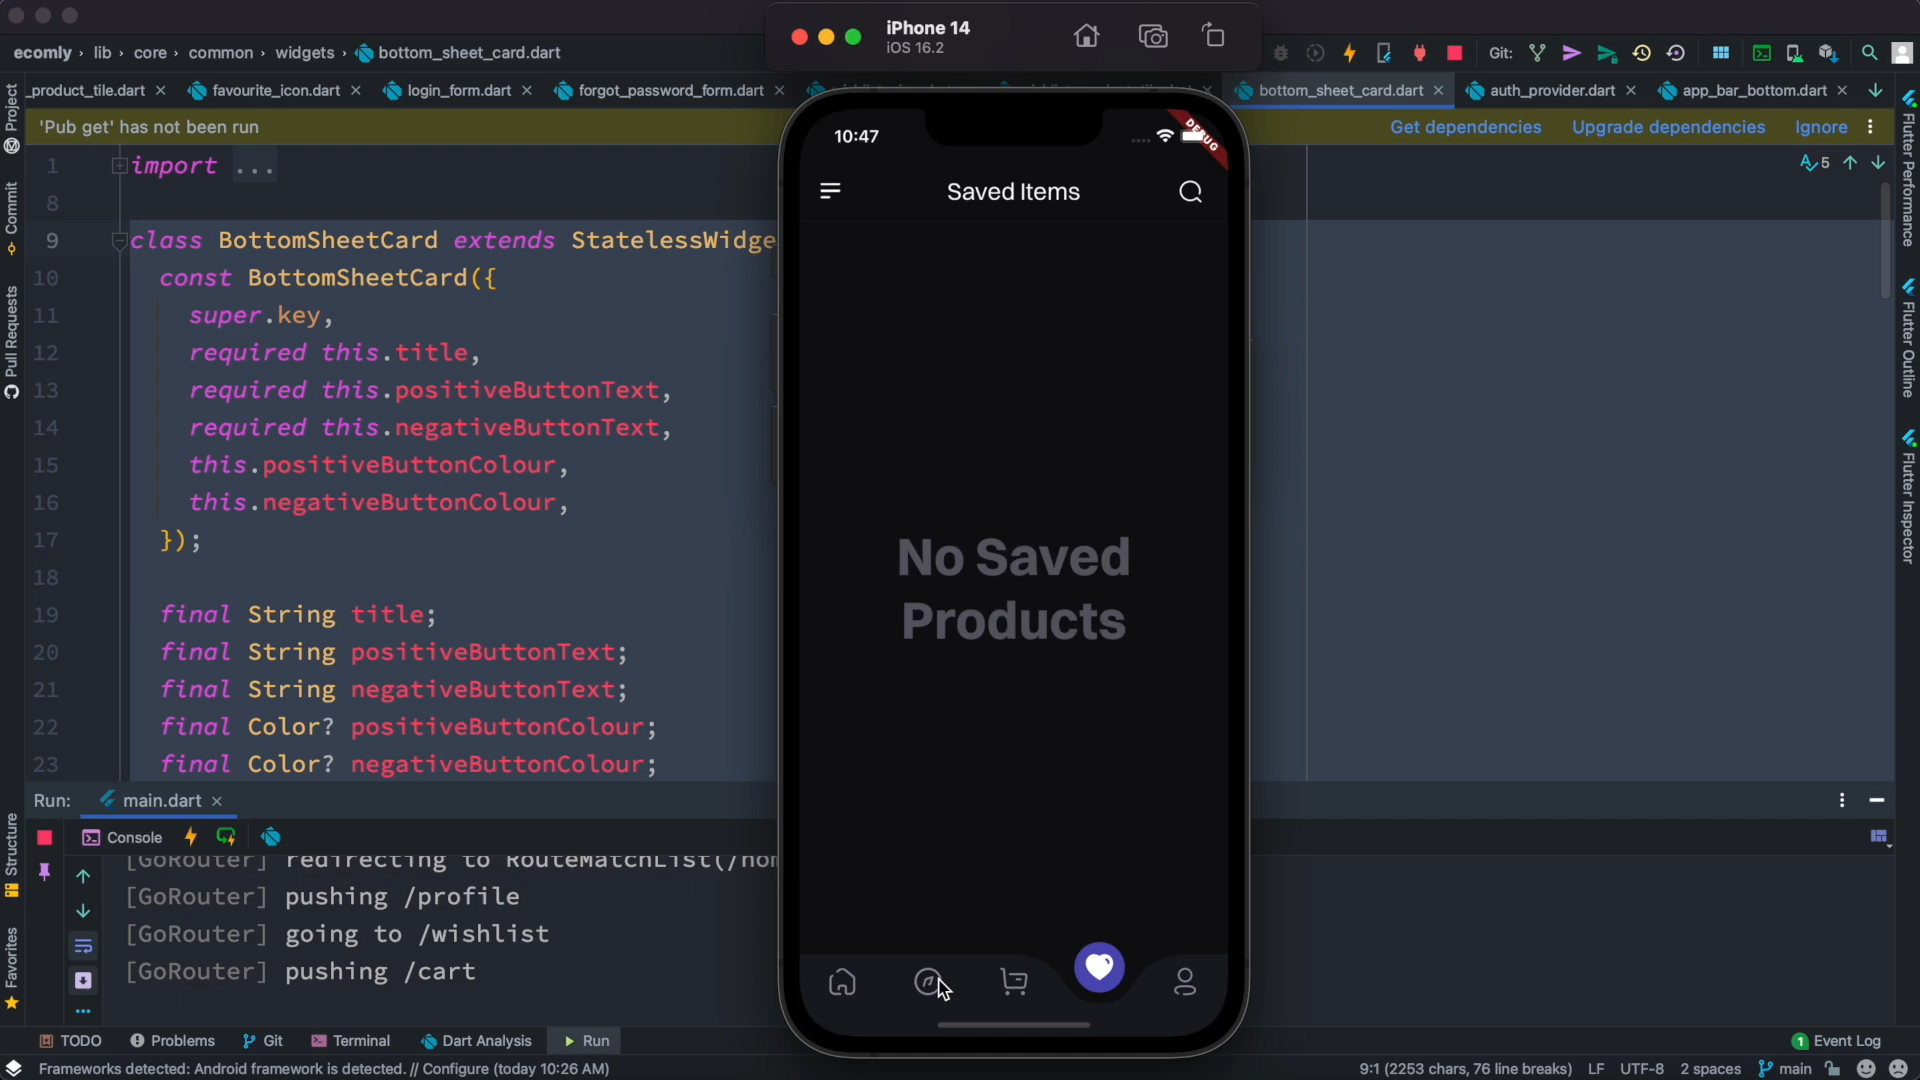 iPhone 14
iOS 16.2
ecomly › lib › core › common › widgets › bottom_sheet_card.dart
Git:
_product_tile.dart
favourite_icon.dart
login_form.dart
forgot_password_form.dart
bottom_sheet_card.dart
auth_provider.dart
app_bar_bottom.dart
'Pub get' has not been run
Get dependencies
Upgrade dependencies
Ignore
5
1 import ...
8
9 class BottomSheetCard extends StatelessWidge
10 const BottomSheetCard({
11 super.key,
12 required this.title,
13 required this.positiveButtonText,
14 required this.negativeButtonText,
15 this.positiveButtonColour,
16 this.negativeButtonColour,
17 });
18
19 final String title;
20 final String positiveButtonText;
21 final String negativeButtonText;
22 final Color? positiveButtonColour;
23 final Color? negativeButtonColour;
10:47
DEBUG
Saved Items
No Saved
Products
Project
Commit
Pull Requests
Structure
Favorites
Flutter Performance
Flutter Outline
Flutter Inspector
Run:
main.dart
Console
[GoRouter] redirecting to RouteMatchList(/hom
[GoRouter] pushing /profile
[GoRouter] going to /wishlist
[GoRouter] pushing /cart
TODO
Problems
Git
Terminal
Dart Analysis
Run
1 Event Log
Frameworks detected: Android framework is detected. // Configure (today 10:26 AM)
9:1 (2253 chars, 76 line breaks)
LF
UTF-8
2 spaces
main